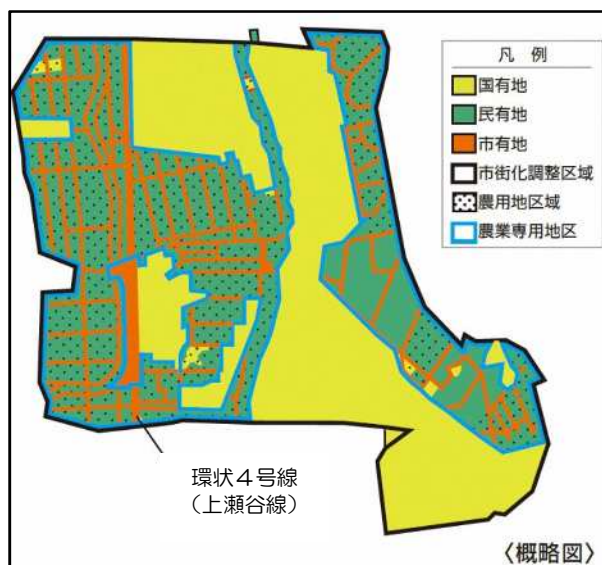 凡 例
国有地
民有地
市有地
市街化調整区域
農用地区域
農業専用地区
環状４号線
（上瀬谷線）
〈概略図〉